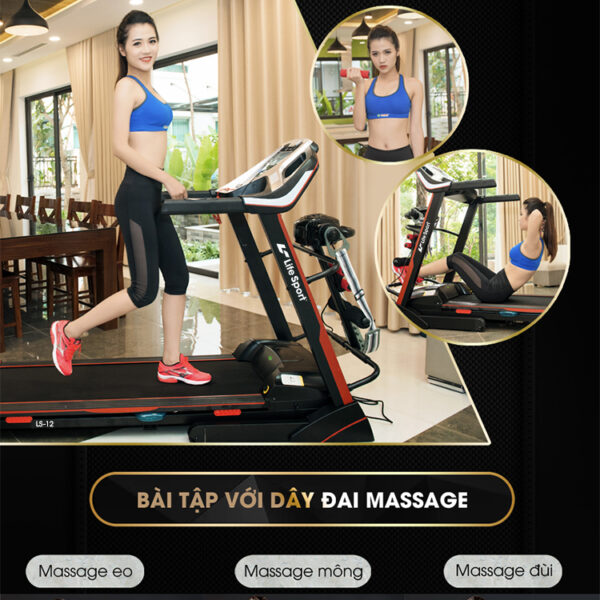 Life Sport
LS-12
BÀI TẬP VỚI DÂY ĐAI MASSAGE
Massage eo
Massage mông
Massage đùi